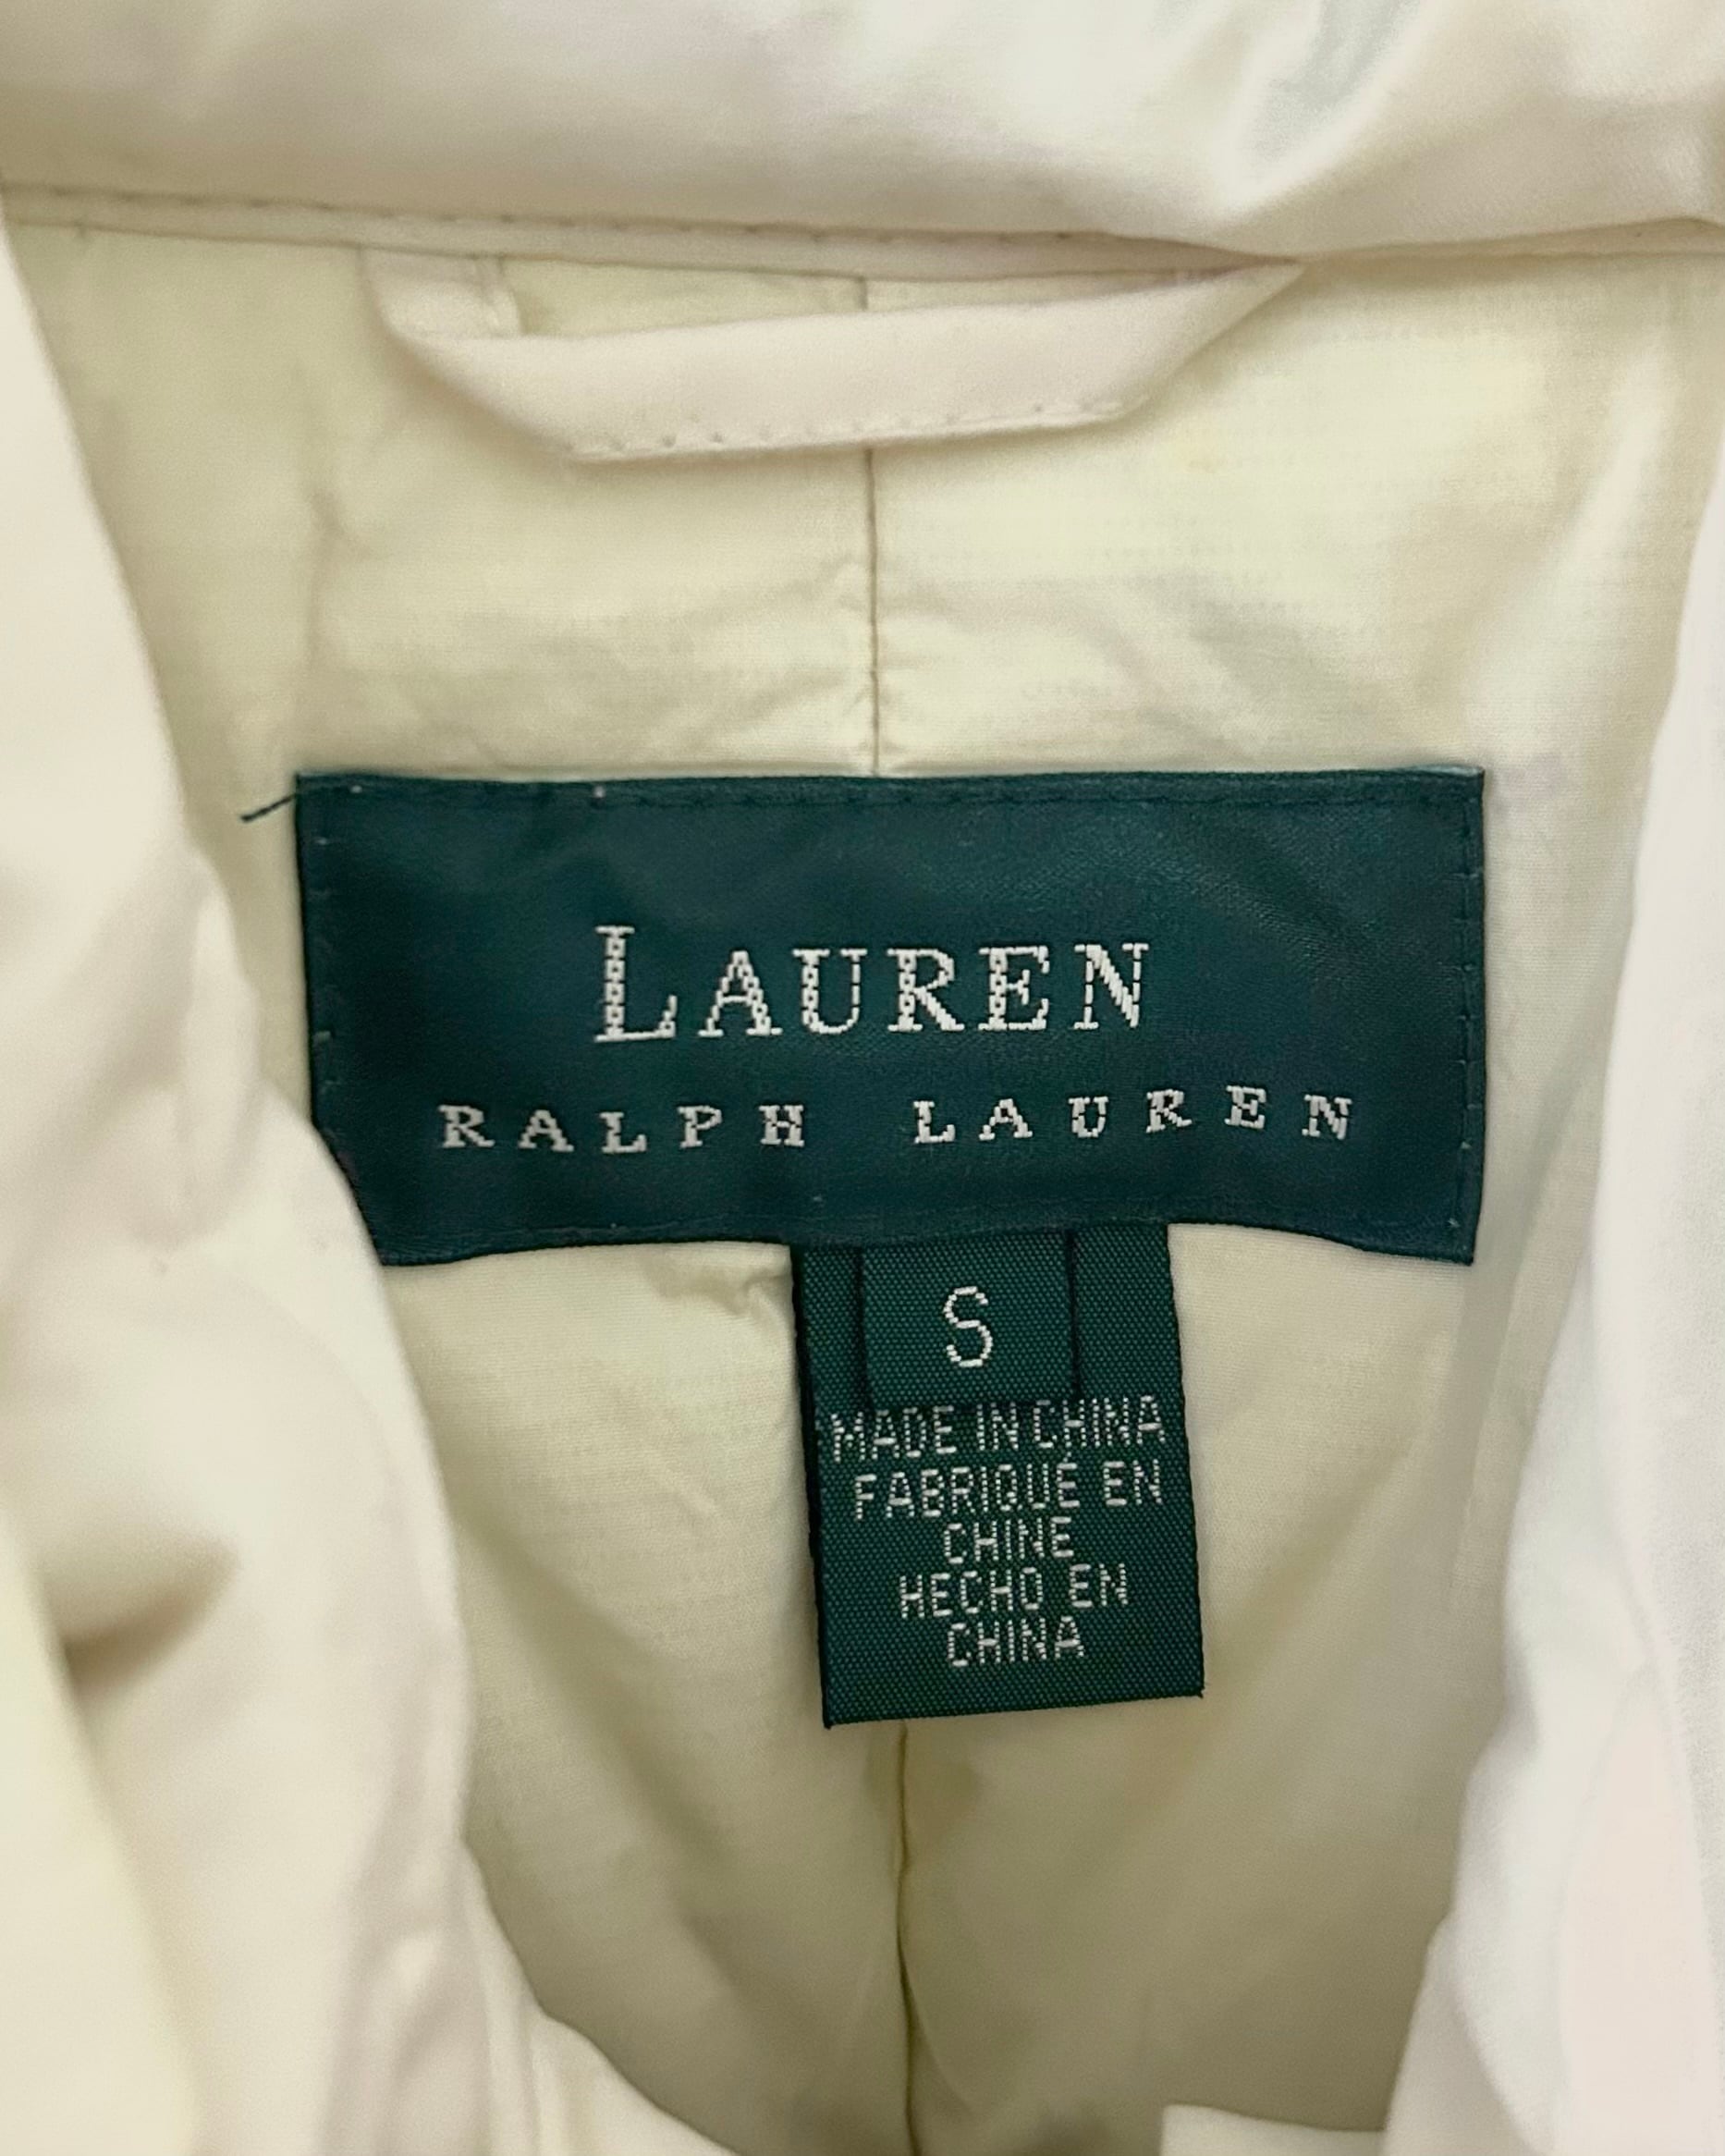 LAUREN
RALPH LAUREN
S
MADE IN CHINA
FABRIQUÉ EN
CHINE
HECHO EN
CHINA